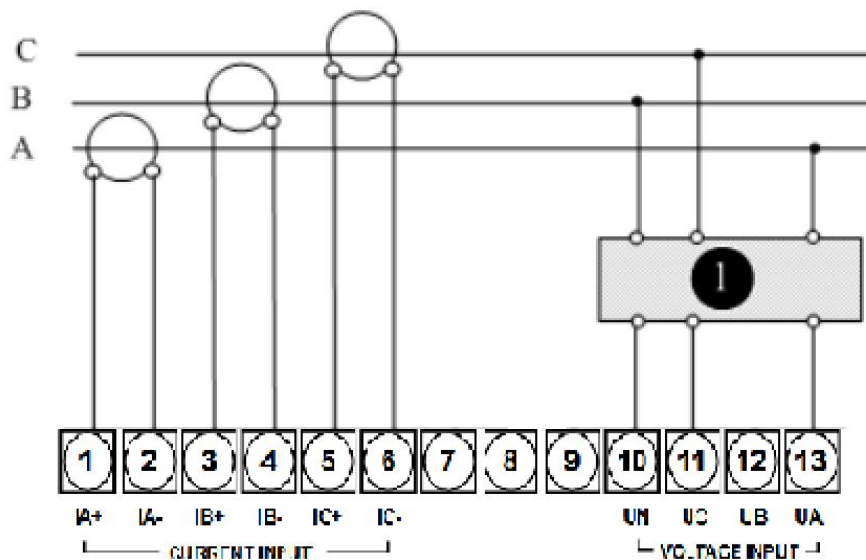 C
B
A
1
1 2 3 4 5 6 7 8 9 10 11 12 13
IA+ IA- IB+ IB- IC+ IC- UN UC UB UA
CURRENT INPUT VOLTAGE INPUT